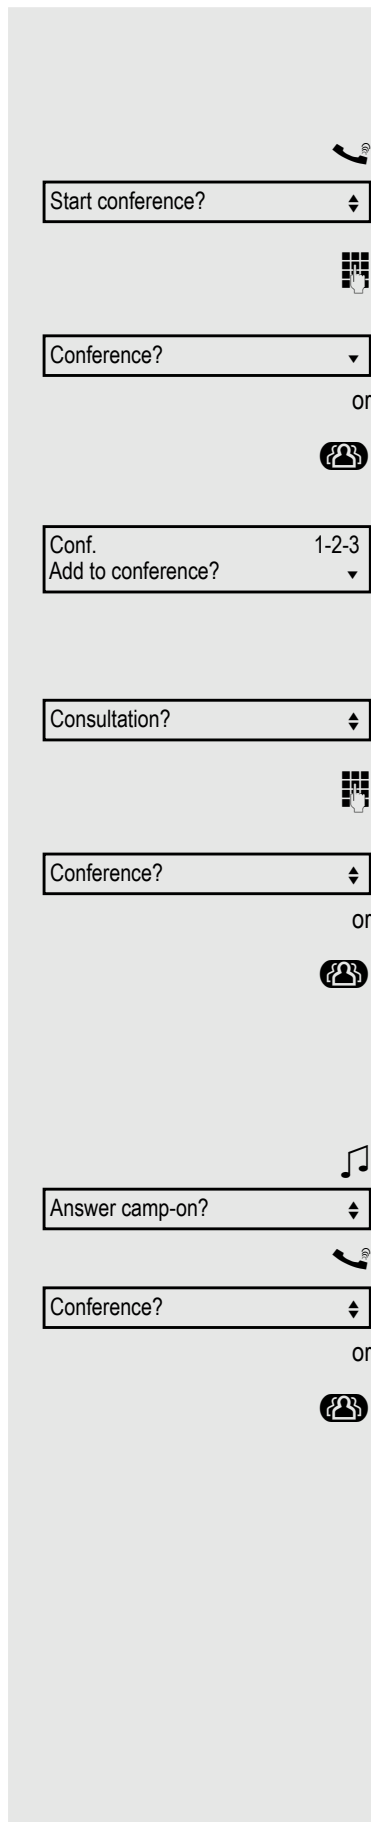 Start conference?
Conference?
or
Conf. 1-2-3
Add to conference?
Consultation?
Conference?
or
Answer camp-on?
Conference?
or